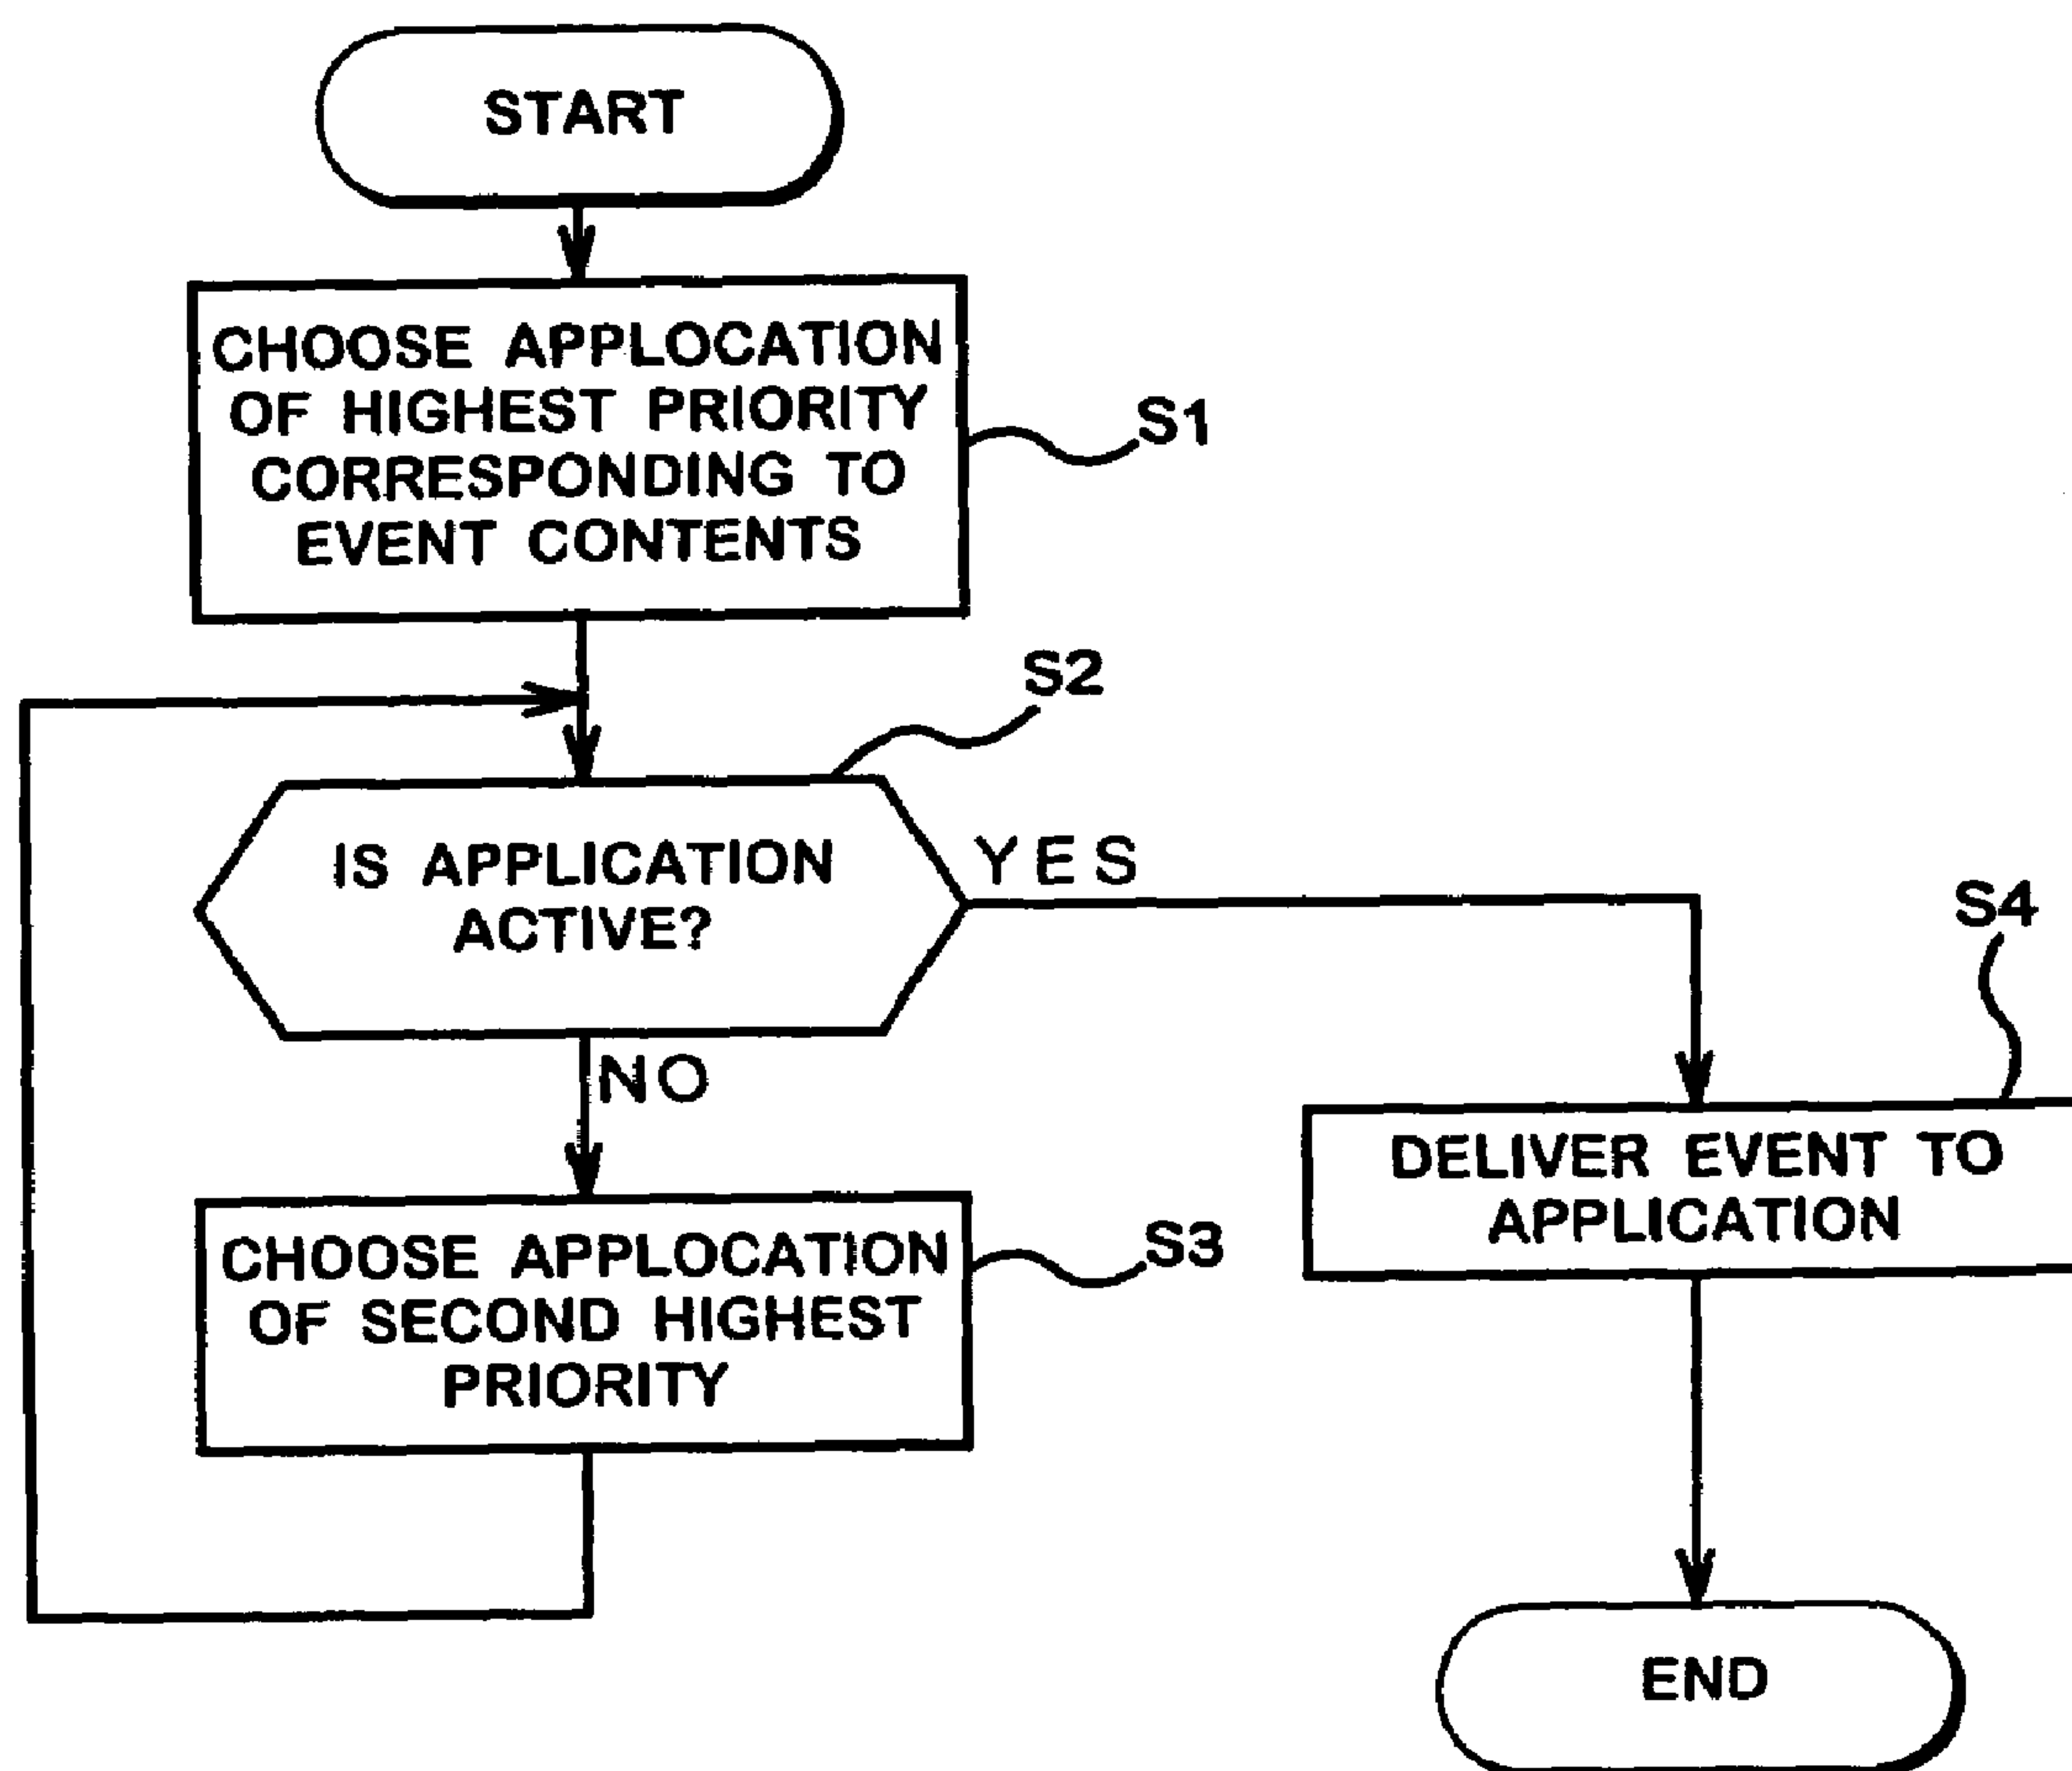 START
CHOOSE APPLOCATION
OF HIGHEST PRIORITY
CORRESPONDING TO
EVENT CONTENTS
S1
S2
IS APPLICATION
ACTIVE?
YES
NO
S4
DELIVER EVENT TO
APPLICATION
CHOOSE APPLOCATION
OF SECOND HIGHEST
PRIORITY
S3
END